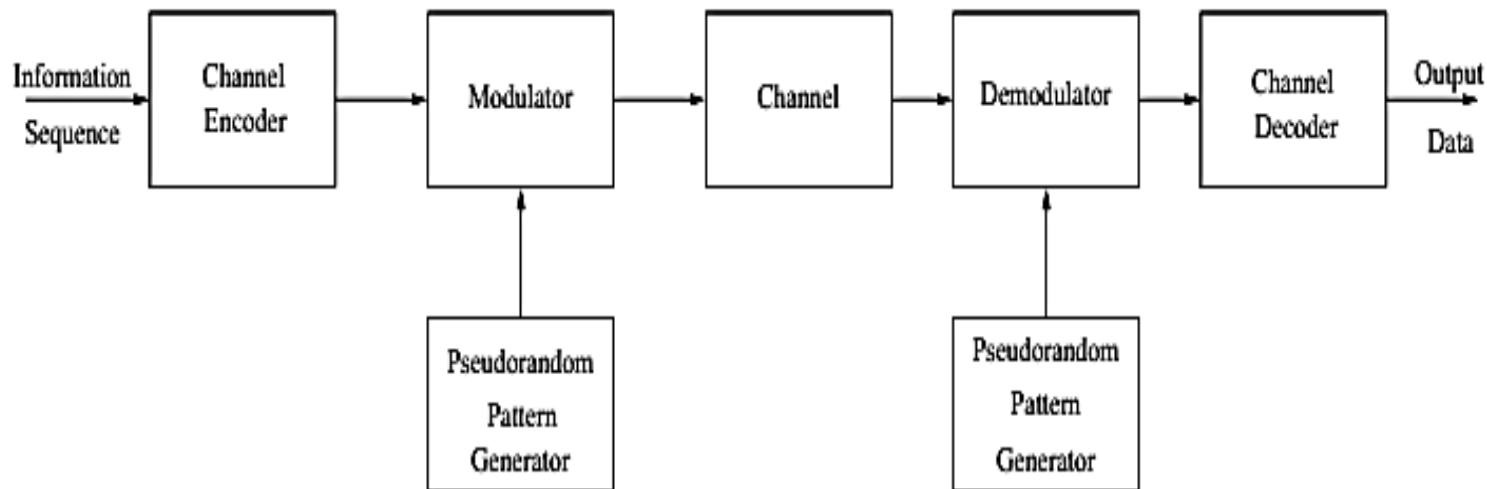 Information
Sequence
Channel
Encoder
Modulator
Channel
Demodulator
Channel
Decoder
Output
Data
Pseudorandom
Pattern
Generator
Pseudorandom
Pattern
Generator